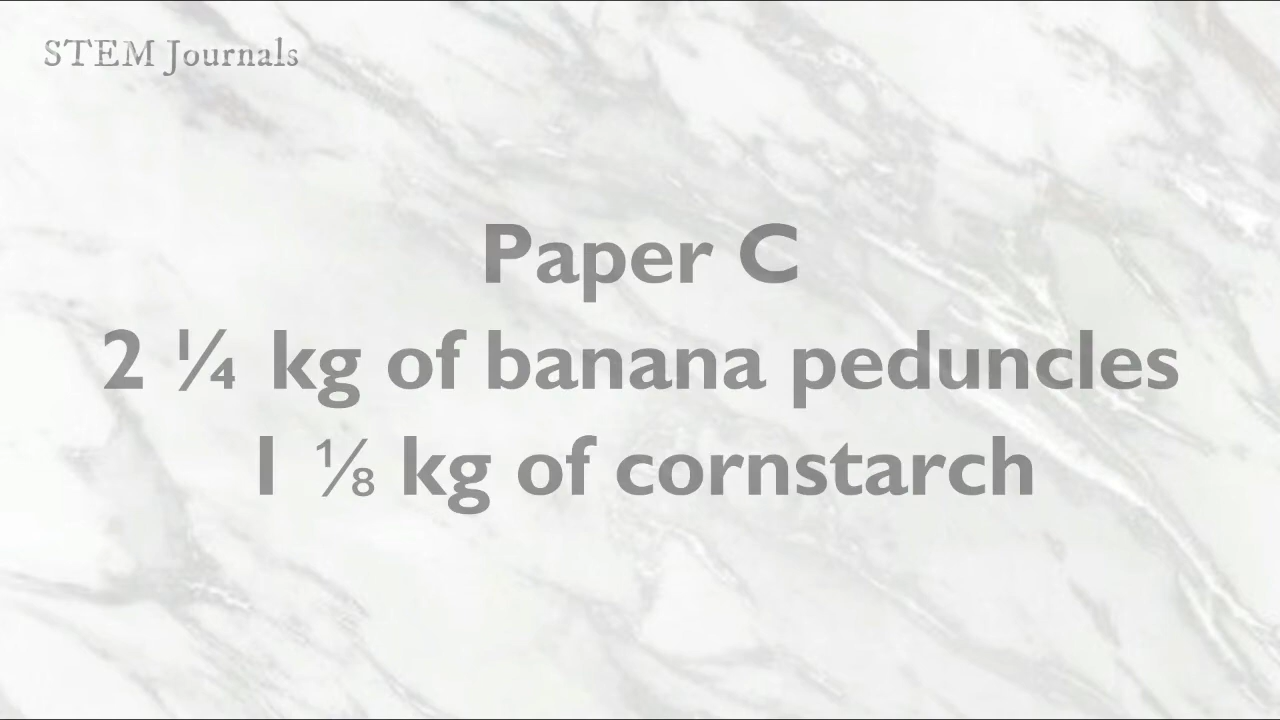 STEM Journals
Paper C
2 ¼ kg of banana peduncles
1 ⅛ kg of cornstarch